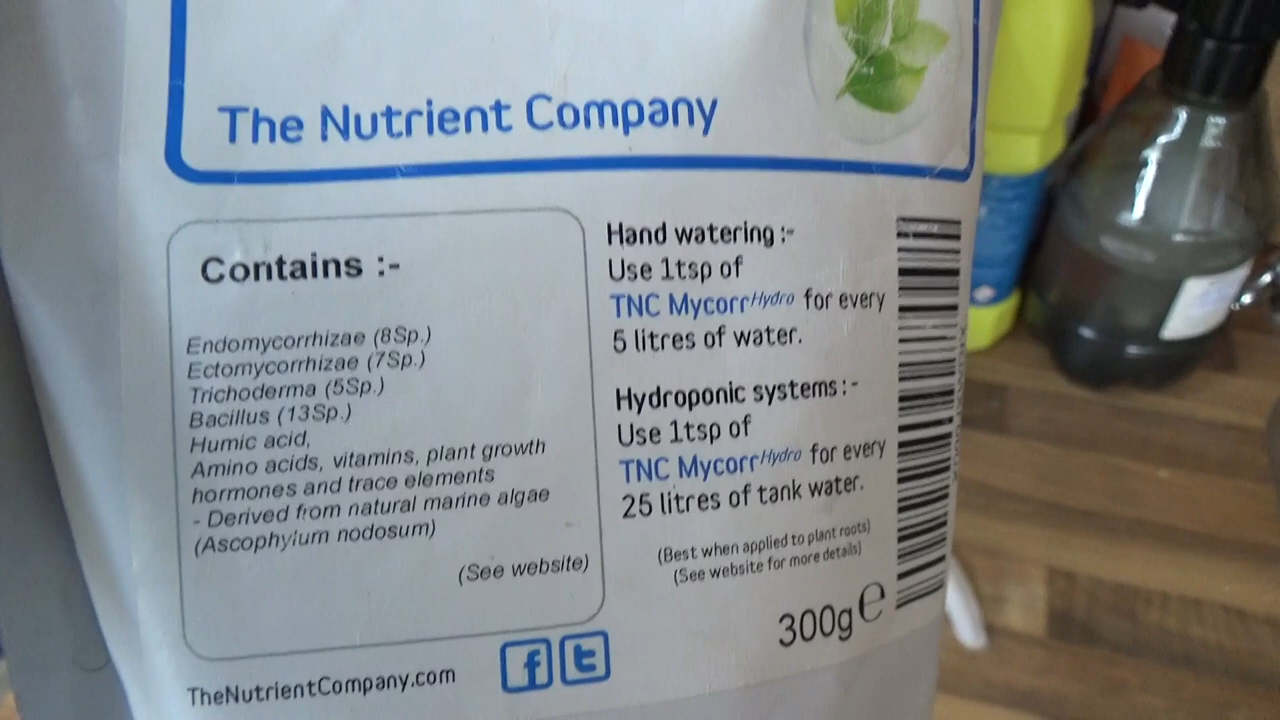 The Nutrient Company
Contains :-
Endomycorrhizae (8Sp.)
Ectomycorrhizae (7Sp.)
Trichoderma (5Sp.)
Bacillus (13Sp.)
Humic acid,
Amino acids, vitamins, plant growth
hormones and trace elements
- Derived from natural marine algae
(Ascophylum nodosum)
(See website)
Hand watering :-
Use 1tsp of
TNC MycorrHydro for every
5 litres of water.
Hydroponic systems :-
Use 1tsp of
TNC MycorrHydro for every
25 litres of tank water.
(Best when applied to plant roots)
(See website for more details)
300g e
TheNutrientCompany.com
f t